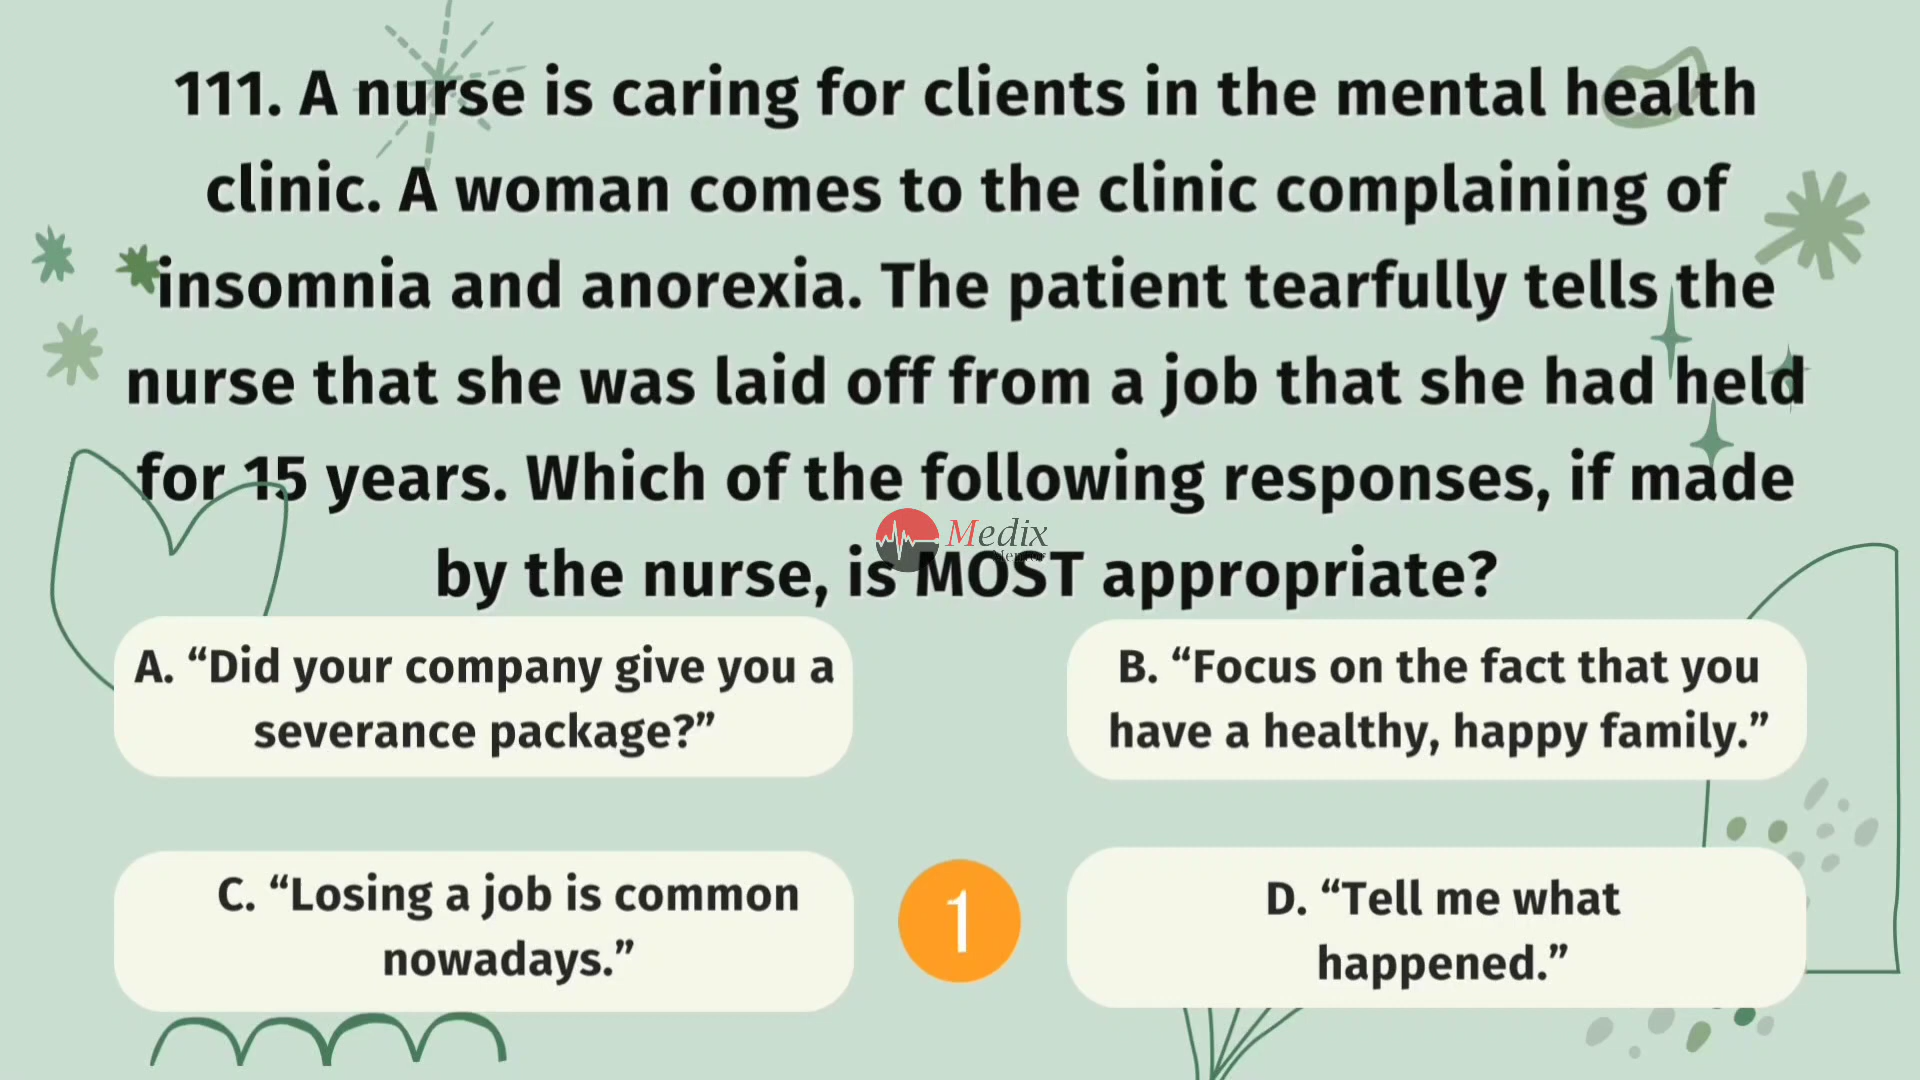 111. A nurse is caring for clients in the mental health
clinic. A woman comes to the clinic complaining of
insomnia and anorexia. The patient tearfully tells the
nurse that she was laid off from a job that she had held
for 15 years. Which of the following responses, if made
Medix
by the nurse, is MOST appropriate?
A. “Did your company give you a
severance package?”
B. “Focus on the fact that you
have a healthy, happy family.”
C. “Losing a job is common
nowadays.”
1
D. “Tell me what
happened.”